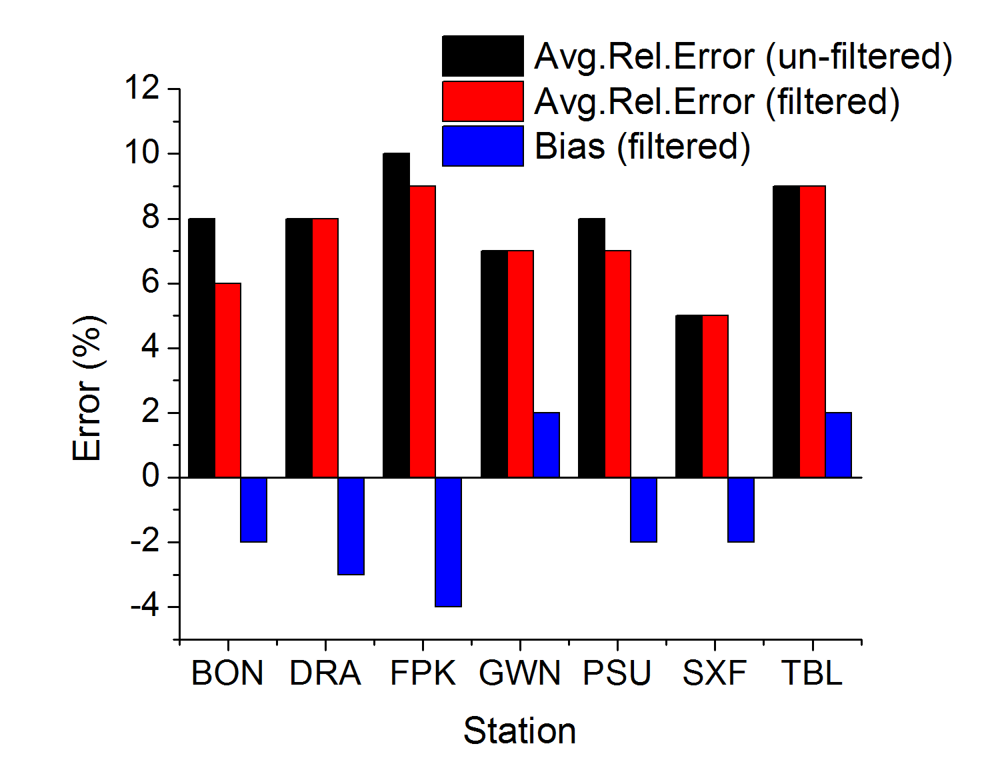 Avg.Rel.Error (un-filtered)
Avg.Rel.Error (filtered)
Bias (filtered)
12
10
8
6
4
2
0
-2
-4
Error (%)
BON DRA FPK GWN PSU SXF TBL
Station